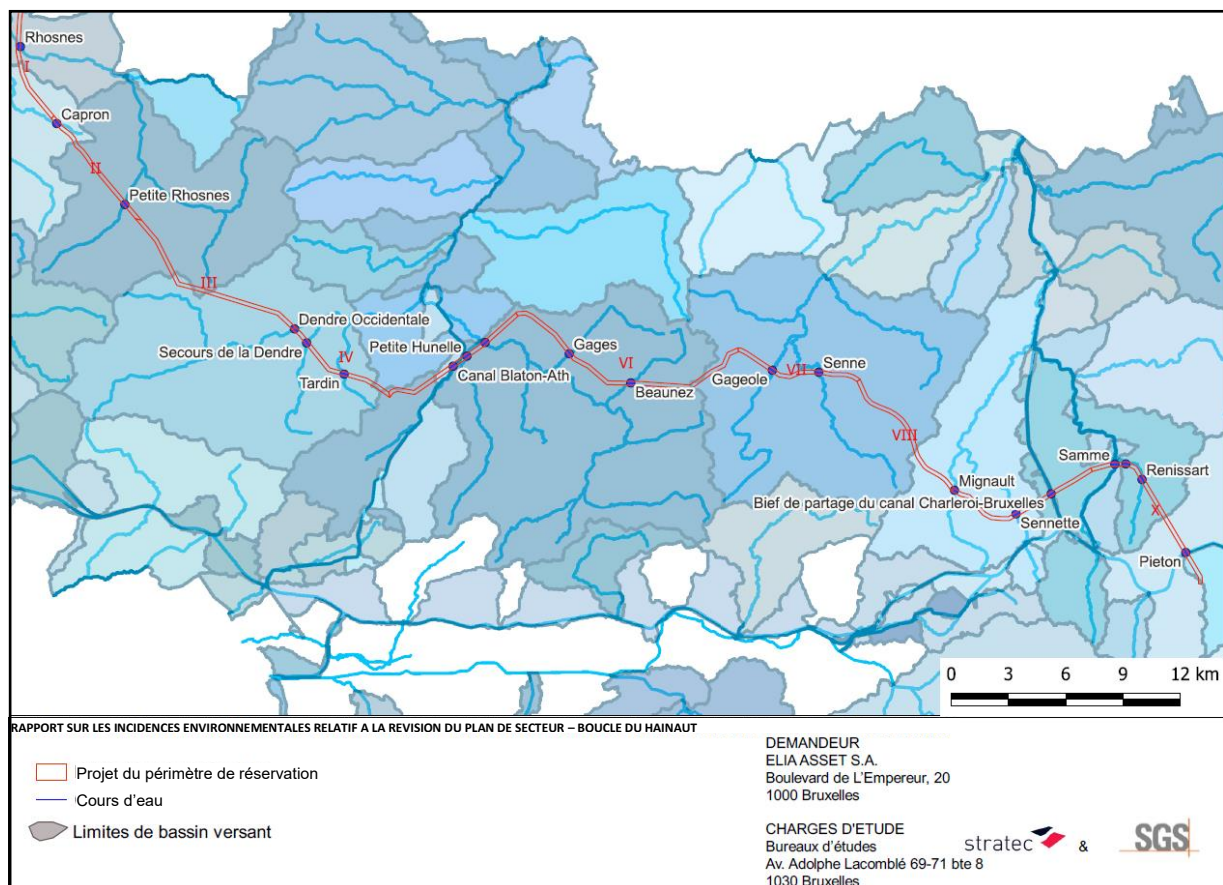 Rhosnes
I
Capron
II
Petite Rhosnes
III
Dendre Occidentale
Secours de la Dendre
IV
Tardin
Petite Hunelle
Canal Blaton-Ath
Gages
VI
Beaunez
Gageole
VII
Senne
VIII
Mignault
Bief de partage du canal Charleroi-Bruxelles
Sennette
Samme
Renissart
X
Pieton
0 3 6 9 12 km
RAPPORT SUR LES INCIDENCES ENVIRONNEMENTALES RELATIF A LA REVISION DU PLAN DE SECTEUR – BOUCLE DU HAINAUT
Projet du périmètre de réservation
Cours d'eau
Limites de bassin versant
DEMANDEUR
ELIA ASSET S.A.
Boulevard de L'Empereur, 20
1000 Bruxelles
CHARGES D'ETUDE
Bureaux d'études
Av. Adolphe Lacomblé 69-71 bte 8
1030 Bruxelles
stratec & SGS